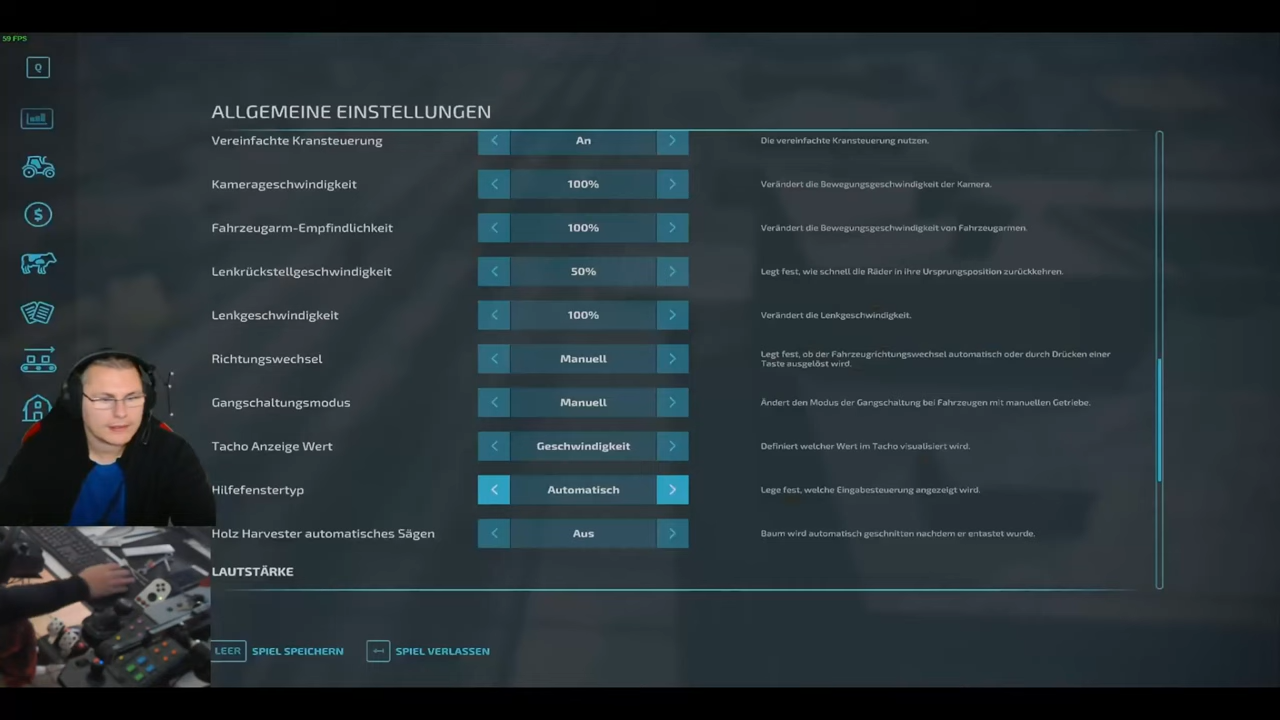 59 FPS
Q
ALLGEMEINE EINSTELLUNGEN
Vereinfachte Kransteuerung An Die vereinfachte Kransteuerung nutzen.
Kamerageschwindigkeit 100% Verändert die Bewegungsgeschwindigkeit der Kamera.
Fahrzeugarm-Empfindlichkeit 100% Verändert die Bewegungsgeschwindigkeit von Fahrzeugarmen.
Lenkrückstellgeschwindigkeit 50% Legt fest, wie schnell die Räder in ihre Ursprungsposition zurückkehren.
Lenkgeschwindigkeit 100% Verändert die Lenkgeschwindigkeit.
Richtungswechsel Manuell Legt fest, ob der Fahrzeugrichtungswechsel automatisch oder durch Drücken einer
Taste ausgelöst wird.
Gangschaltungsmodus Manuell Ändert den Modus der Gangschaltung bei Fahrzeugen mit manuellen Getriebe.
Tacho Anzeige Wert Geschwindigkeit Definiert welcher Wert im Tacho visualisiert wird.
Hilfefenstertyp Automatisch Lege fest, welche Eingabesteuerung angezeigt wird.
Holz Harvester automatisches Sägen Aus Baum wird automatisch geschnitten nachdem er entastet wurde.
LAUTSTÄRKE
LEER SPIEL SPEICHERN SPIEL VERLASSEN